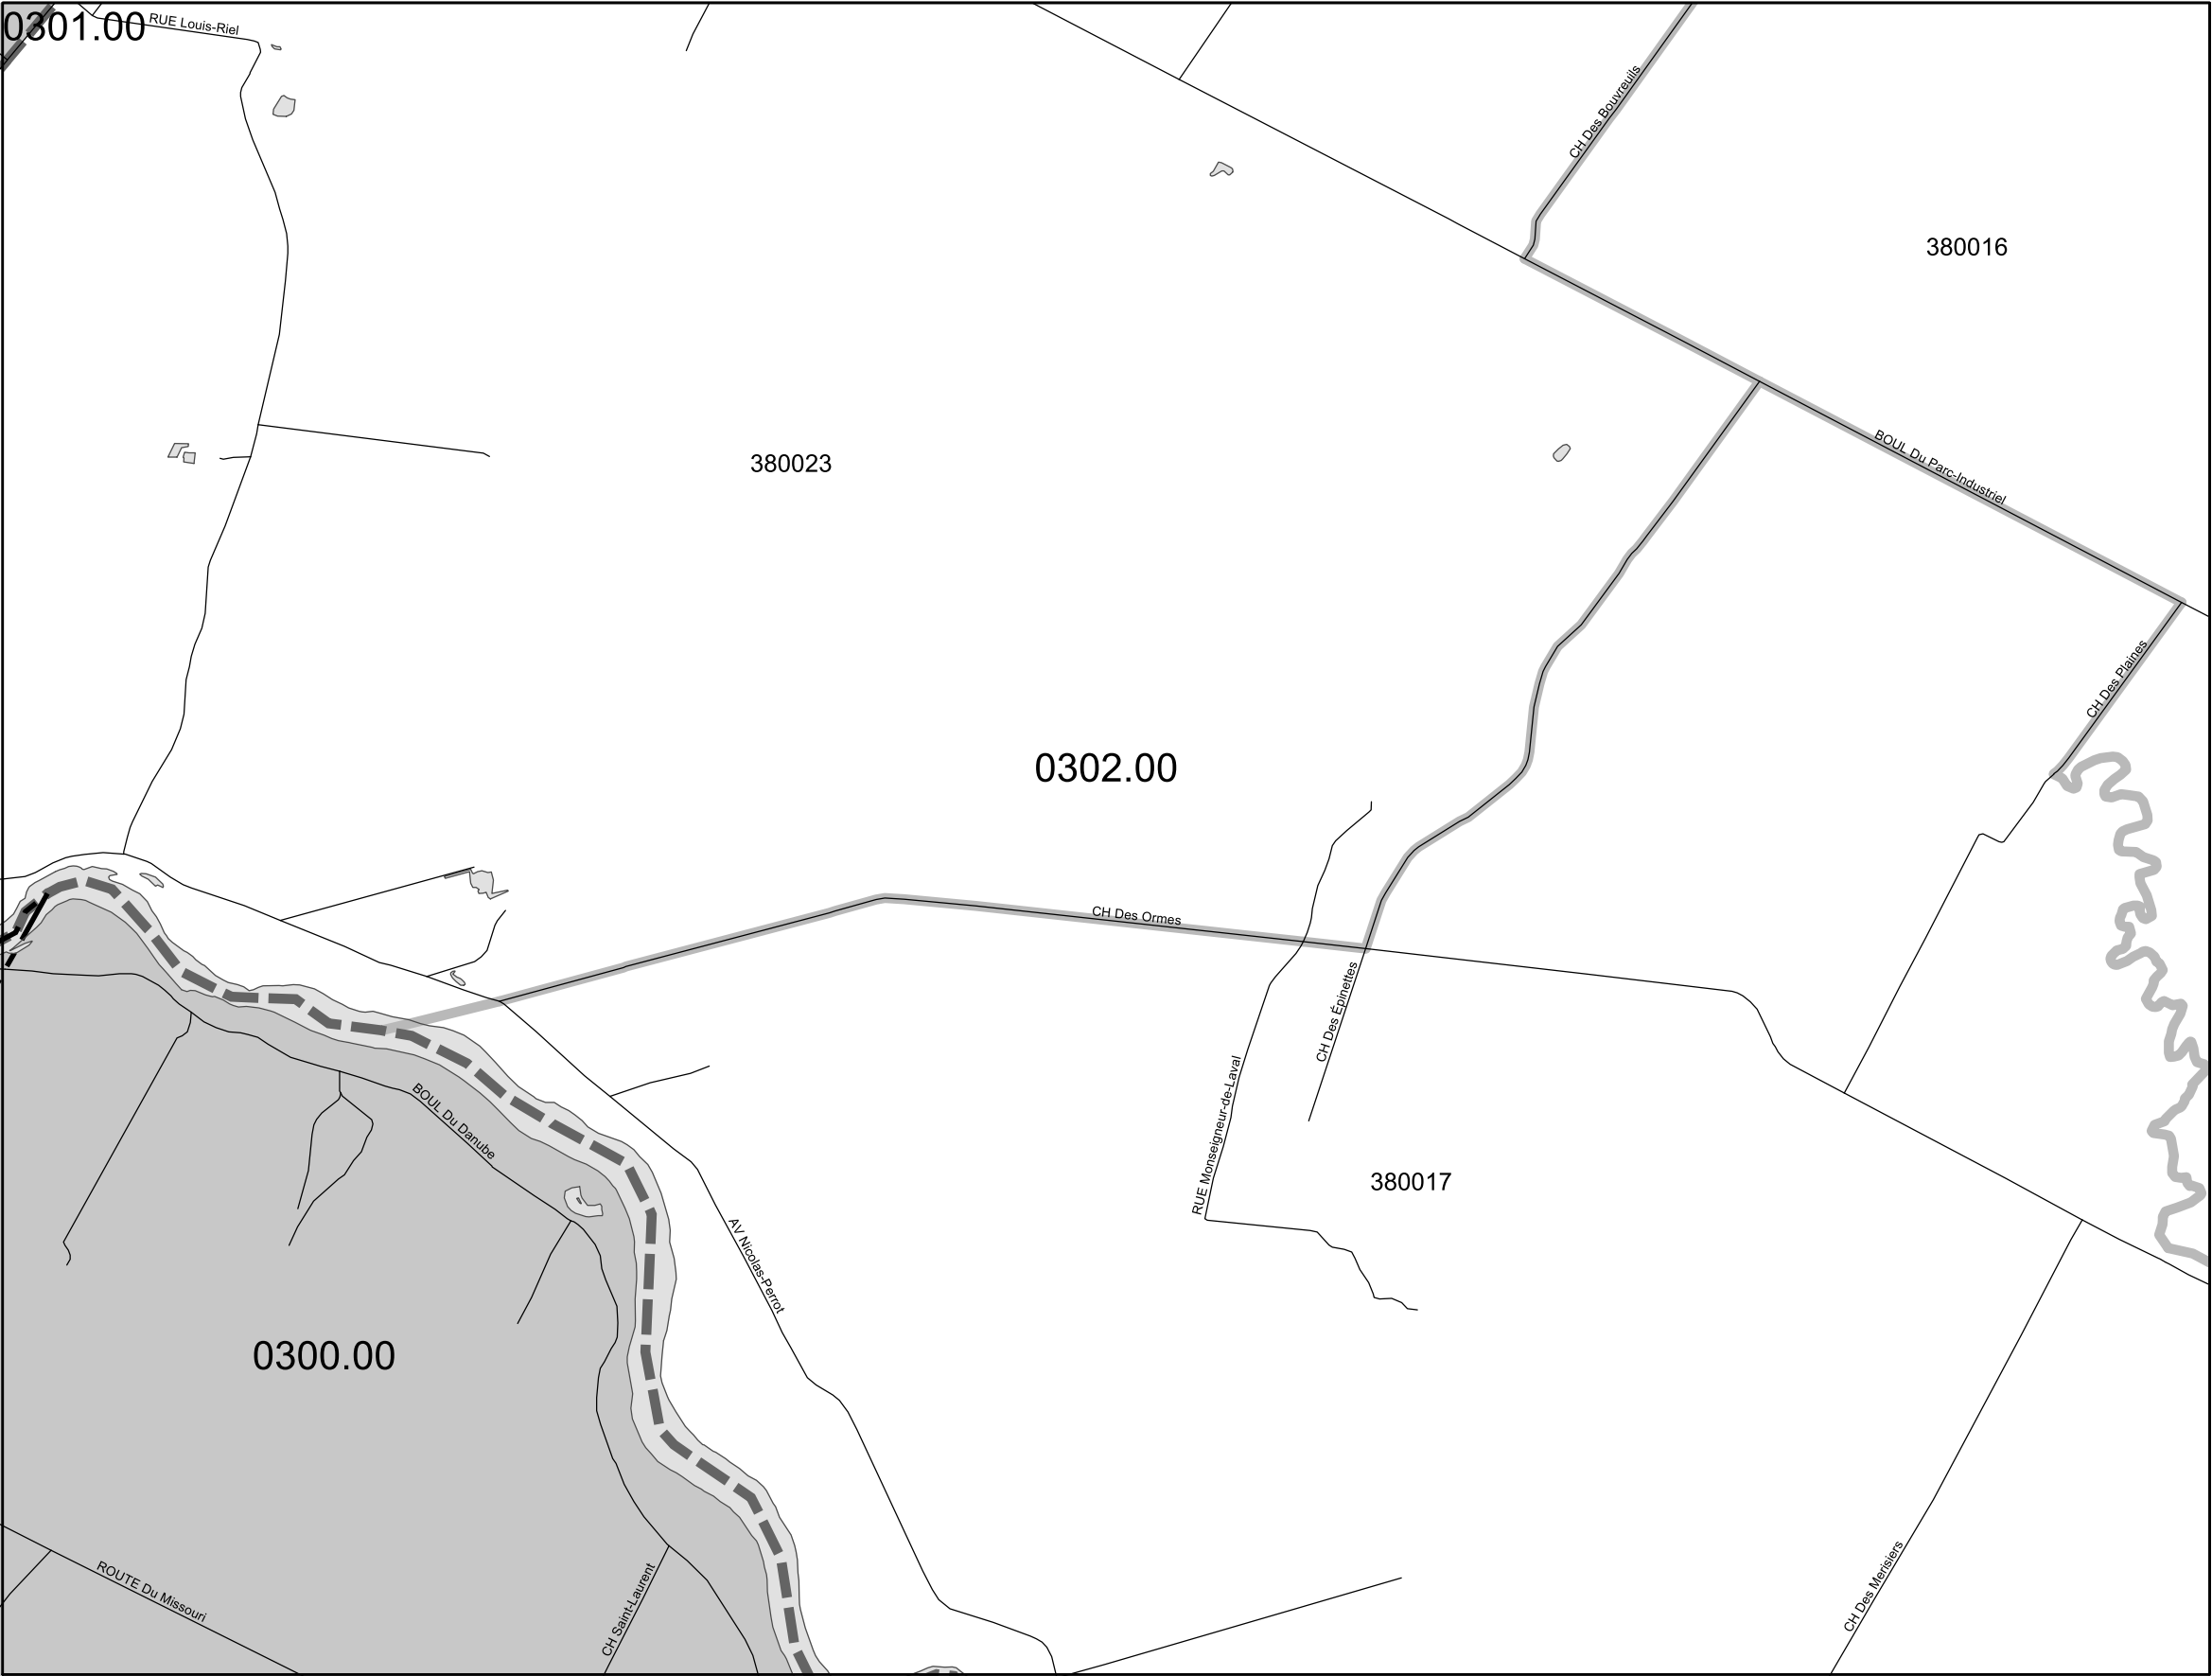 0301.00
RUE Louis-Riel
CH Des Bouvreuils
380016
380023
BOUL Du Parc-Industriel
CH Des Plaines
0302.00
CH Des Ormes
CH Des Épinettes
RUE Monseigneur-de-Laval
BOUL Du Danube
380017
AV Nicolas-Perrot
0300.00
ROUTE Du Missouri
CH Saint-Laurent
CH Des Merisiers